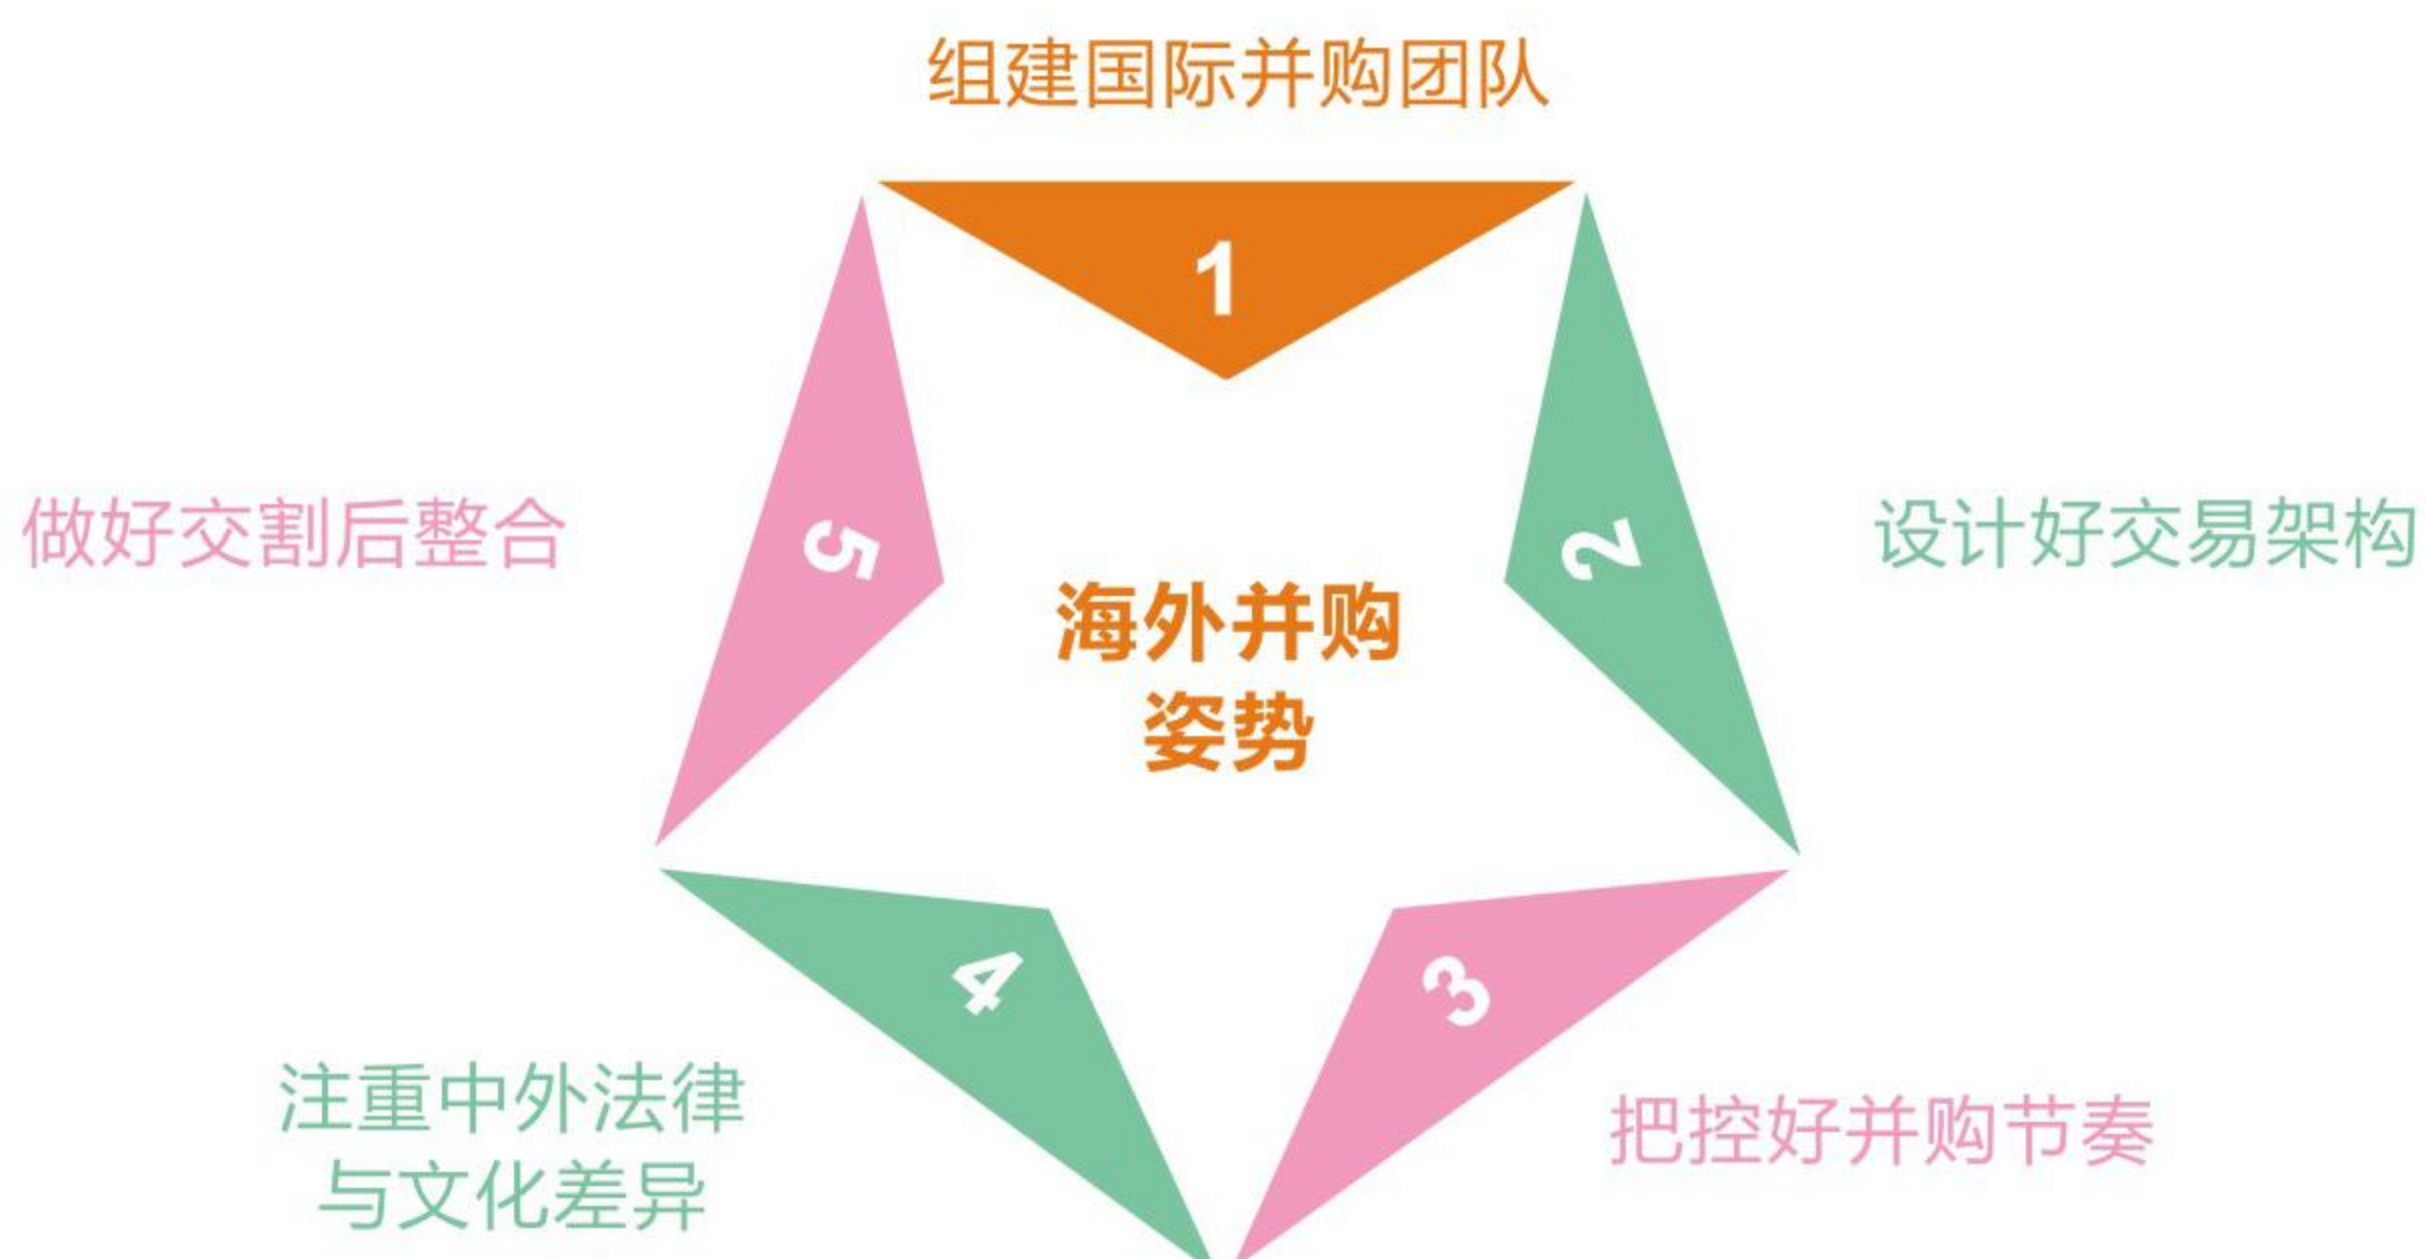 组建国际并购团队
1
设计好交易架构
2
把控好并购节奏
3
注重中外法律
与文化差异
4
做好交割后整合
5
海外并购
姿势